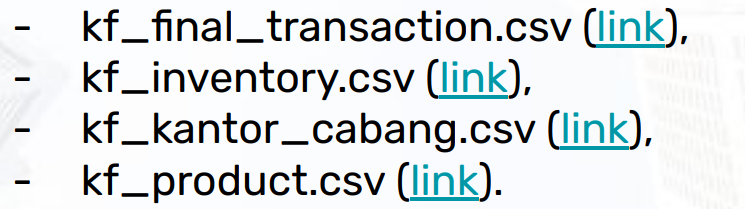 - kf_final_transaction.csv (link),
- kf_inventory.csv (link),
- kf_kantor_cabang.csv (link),
- kf_product.csv (link).